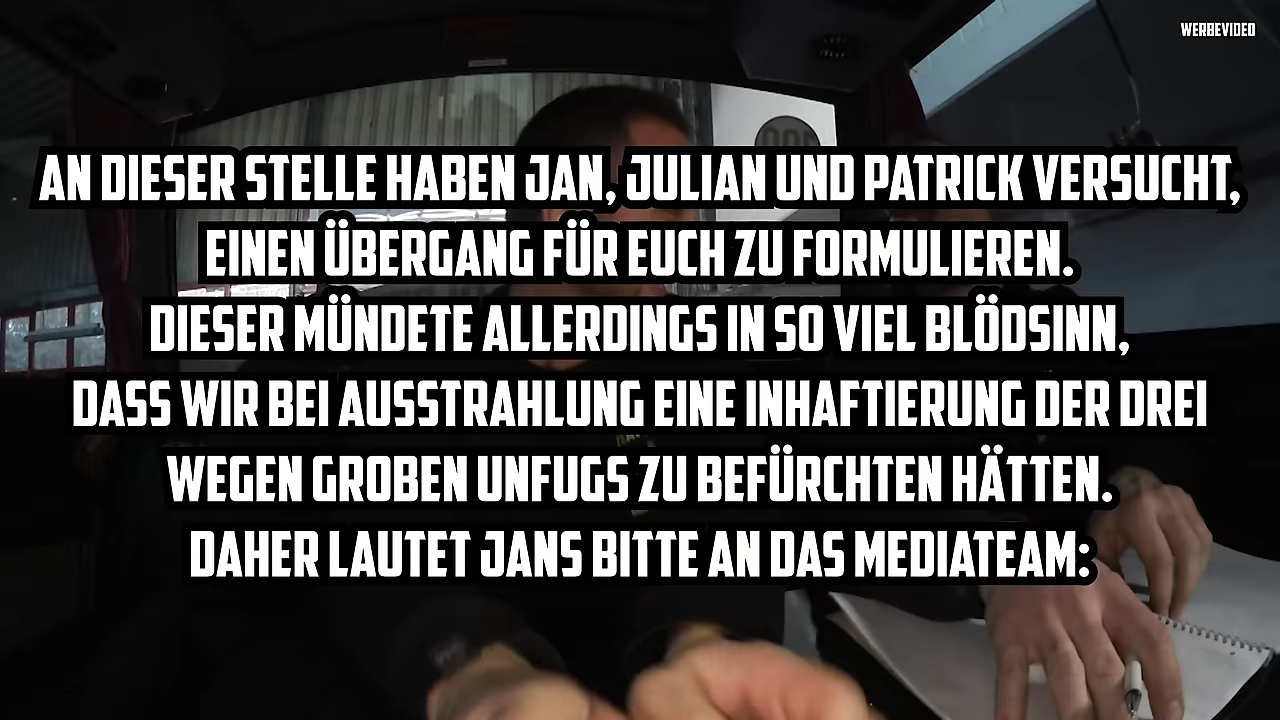 WERBEVIDEO
AN DIESER STELLE HABEN JAN, JULIAN UND PATRICK VERSUCHT,
EINEN ÜBERGANG FÜR EUCH ZU FORMULIEREN.
DIESER MÜNDETE ALLERDINGS IN SO VIEL BLÖDSINN,
DASS WIR BEI AUSSTRAHLUNG EINE INHAFTIERUNG DER DREI
WEGEN GROBEN UNFUGS ZU BEFÜRCHTEN HÄTTEN.
DAHER LAUTET JANS BITTE AN DAS MEDIATEAM: